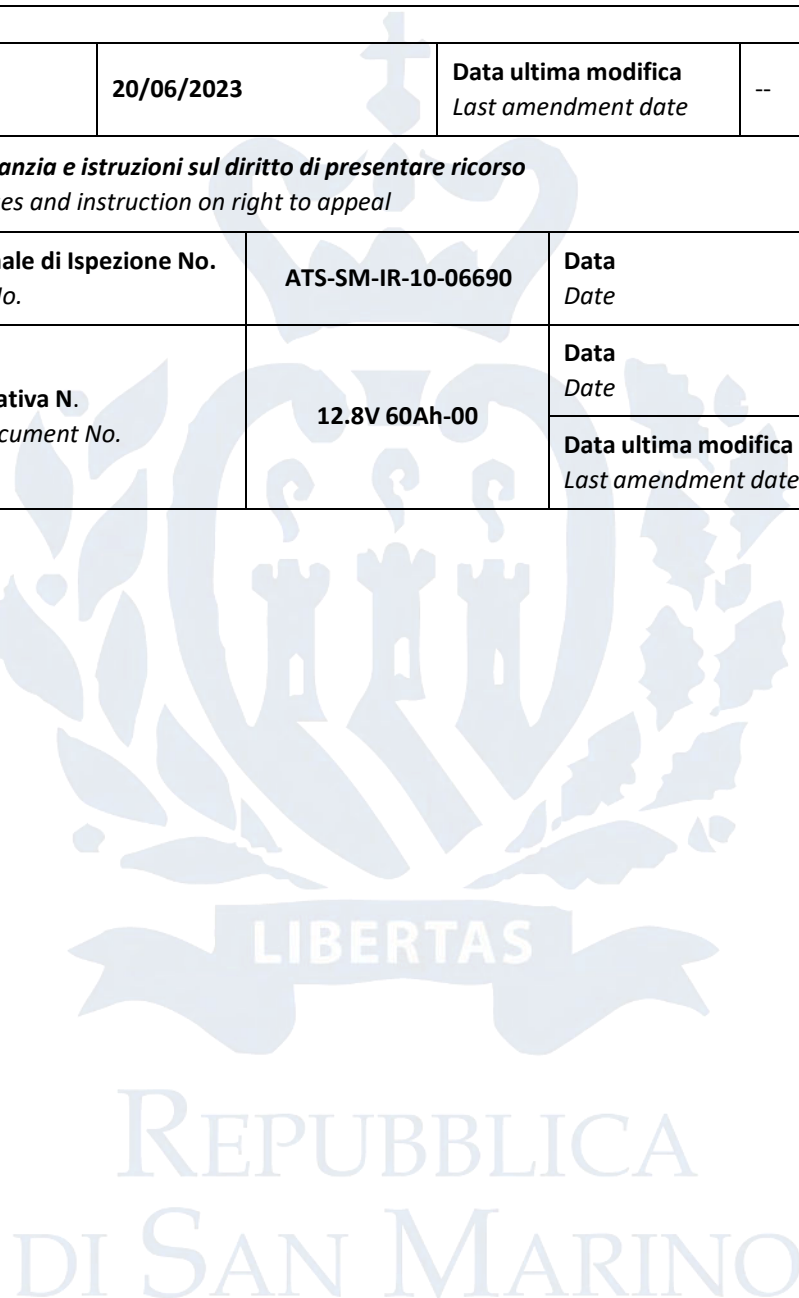 20/06/2023
Data ultima modifica
Last amendment date
--
anzia e istruzioni sul diritto di presentare ricorso
es and instruction on right to appeal
ale di Ispezione No.
No.
ATS-SM-IR-10-06690
Data
Date
ativa N.
cument No.
12.8V 60Ah-00
Data
Date
Data ultima modifica
Last amendment date
LIBERTAS
REPUBBLICA
DI SAN MARINO